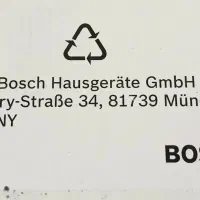 Bosch Hausgeräte GmbH
ry-Straße 34, 81739 Mün
NY
BOS